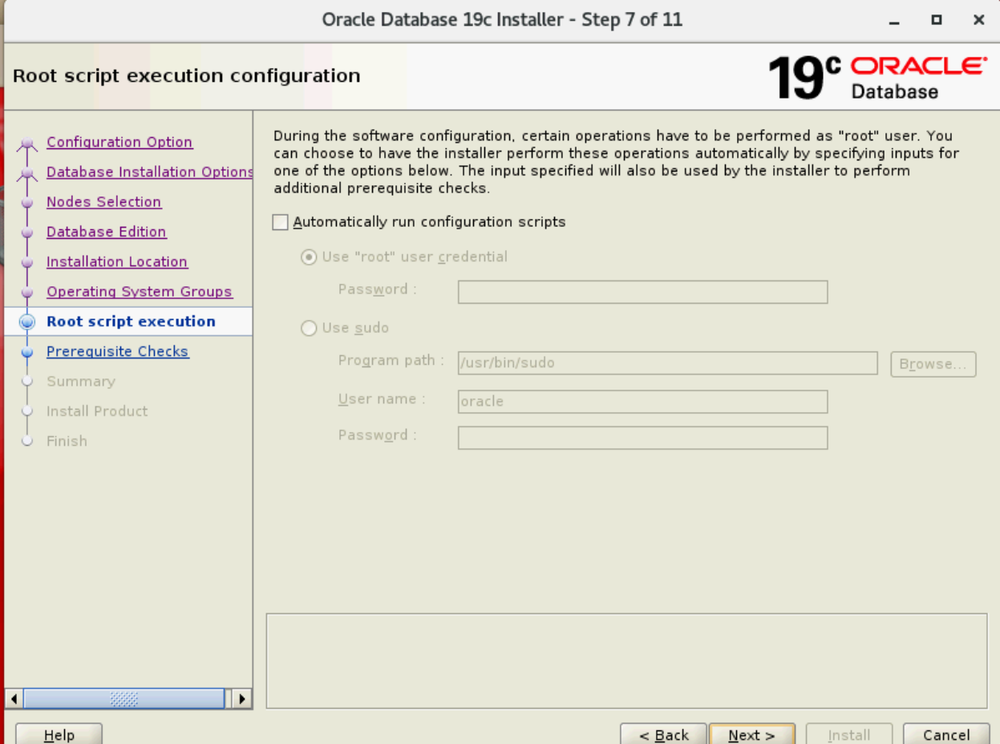 Oracle Database 19c Installer - Step 7 of 11
Root script execution configuration
19c ORACLE
Database
Configuration Option
Database Installation Options
Nodes Selection
Database Edition
Installation Location
Operating System Groups
Root script execution
Prerequisite Checks
Summary
Install Product
Finish
During the software configuration, certain operations have to be performed as "root" user. You
can choose to have the installer perform these operations automatically by specifying inputs for
one of the options below. The input specified will also be used by the installer to perform
additional prerequisite checks.
Automatically run configuration scripts
Use "root" user credential
Password :
Use sudo
Program path : /usr/bin/sudo Browse...
User name : oracle
Password :
Help < Back Next > Install Cancel